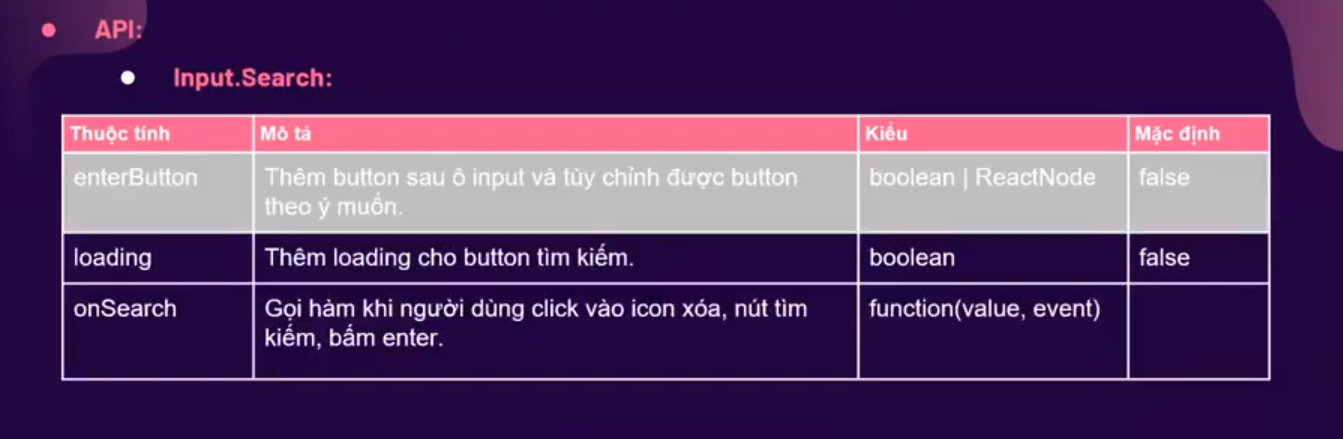 API:
Input.Search:
Thuộc tính Mô tả Kiểu Mặc định
enterButton Thêm button sau ô input và tùy chỉnh được button boolean | ReactNode false
theo ý muốn.
loading Thêm loading cho button tìm kiếm. boolean false
onSearch Gọi hàm khi người dùng click vào icon xóa, nút tìm function(value, event)
kiếm, bấm enter.